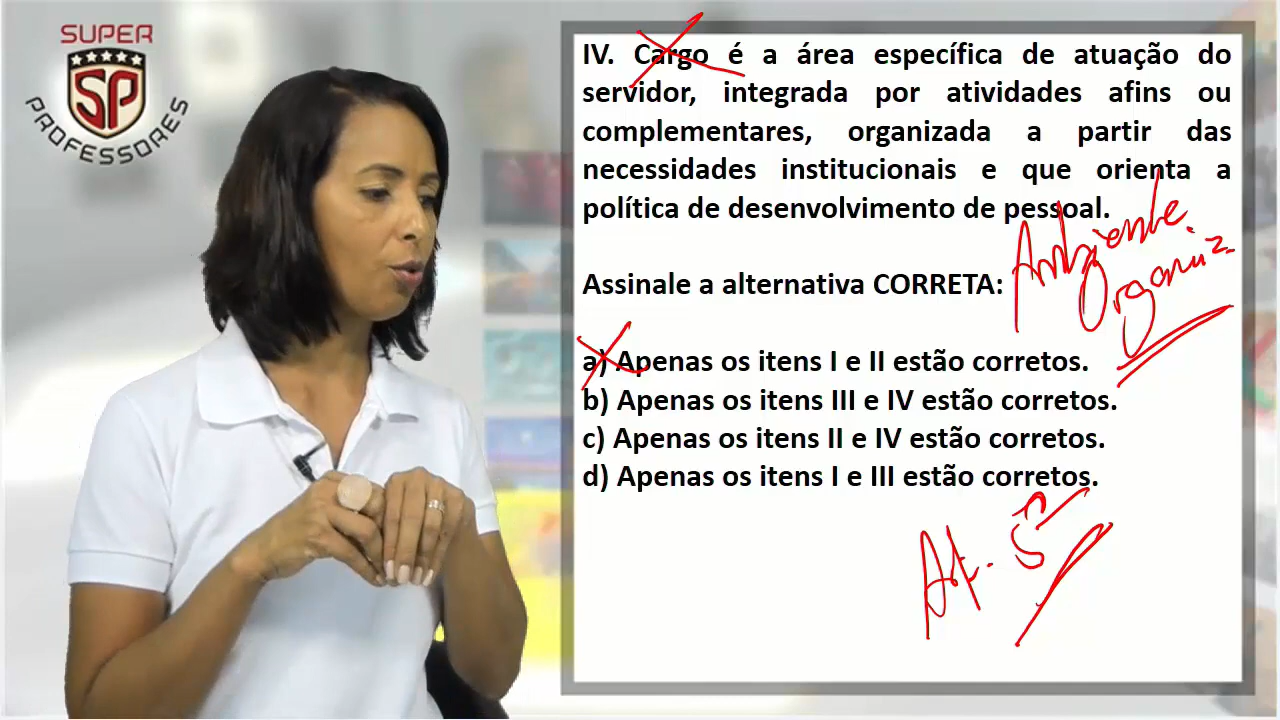 SUPER
SP
PROFESSORES
IV. Cargo é a área específica de atuação do
servidor, integrada por atividades afins ou
complementares, organizada a partir das
necessidades institucionais e que orienta a
política de desenvolvimento de pessoal.
Ambiente
Organiz.
Assinale a alternativa CORRETA:
a) Apenas os itens I e II estão corretos.
b) Apenas os itens III e IV estão corretos.
c) Apenas os itens II e IV estão corretos.
d) Apenas os itens I e III estão corretos.
Art. 5º